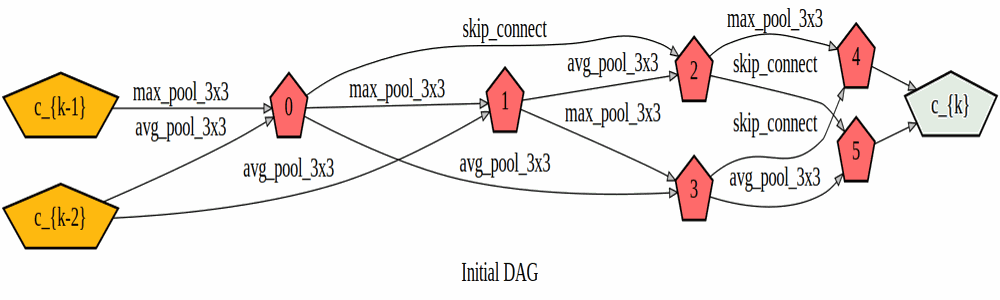 skip_connect
max_pool_3x3
4
avg_pool_3x3
2
skip_connect
c_{k-1}
max_pool_3x3
0
max_pool_3x3
1
c_{k}
avg_pool_3x3
max_pool_3x3
skip_connect
5
avg_pool_3x3
avg_pool_3x3
avg_pool_3x3
3
c_{k-2}
Initial DAG